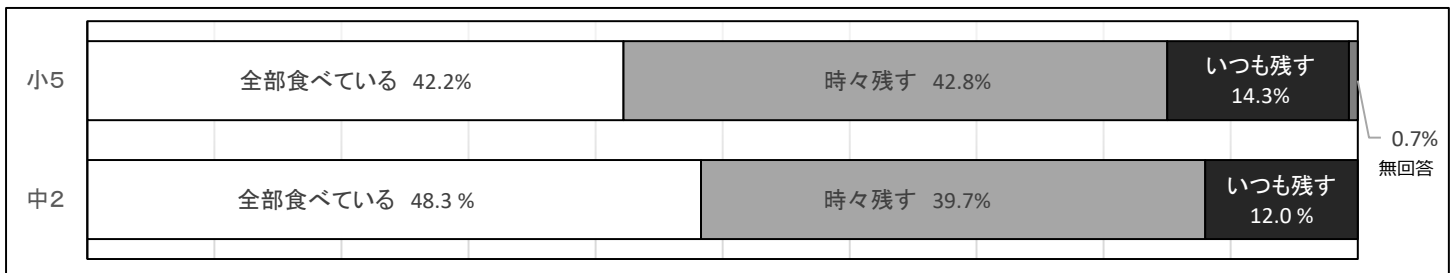 小5
全部食べている 42.2%
時々残す 42.8%
いつも残す
14.3%
0.7%
無回答
中2
全部食べている 48.3 %
時々残す 39.7%
いつも残す
12.0 %